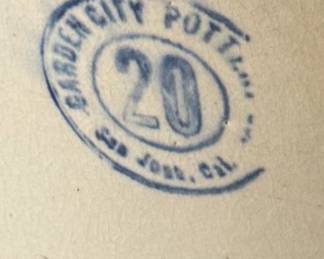 GARDEN CITY POTT
20
San Jose, Cal.